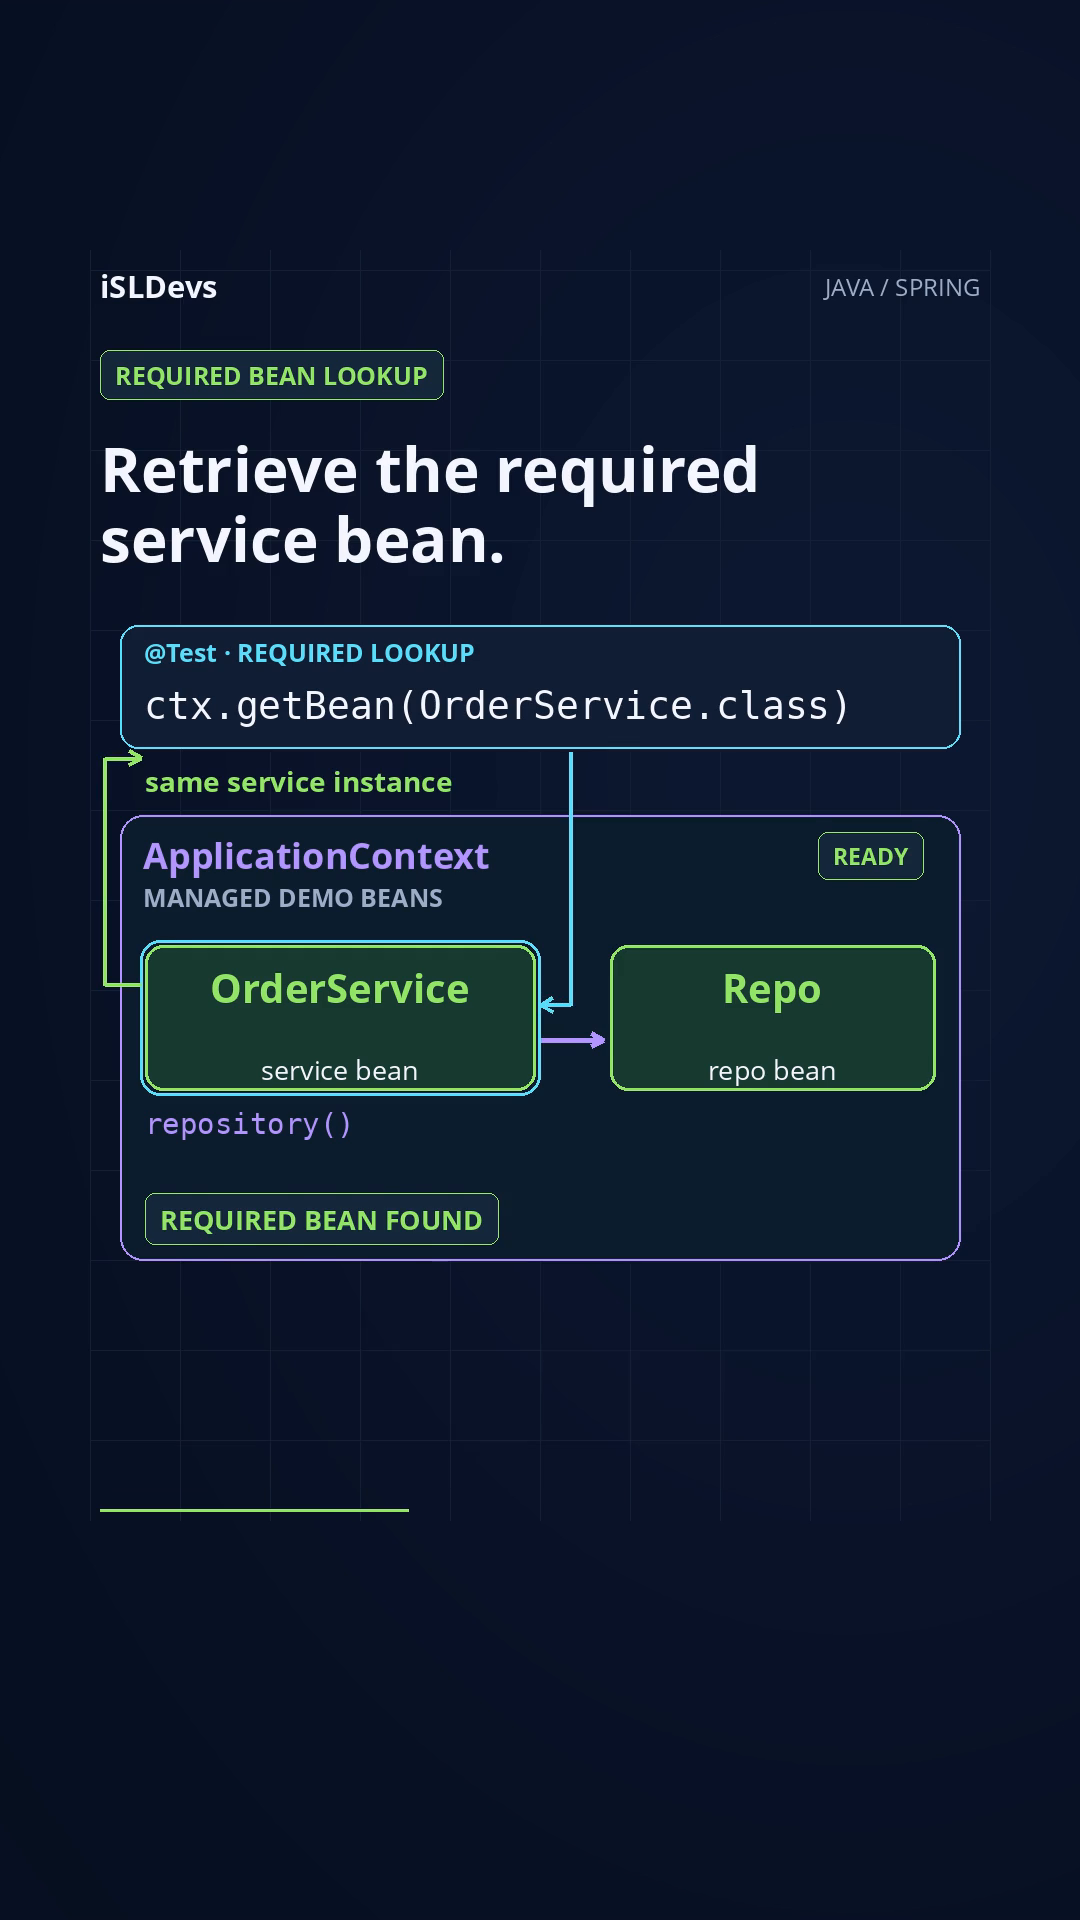 iSLDevs
JAVA / SPRING
REQUIRED BEAN LOOKUP
Retrieve the required
service bean.
@Test · REQUIRED LOOKUP
ctx.getBean(OrderService.class)
same service instance
ApplicationContext
READY
MANAGED DEMO BEANS
OrderService
Repo
service bean
repo bean
repository()
REQUIRED BEAN FOUND